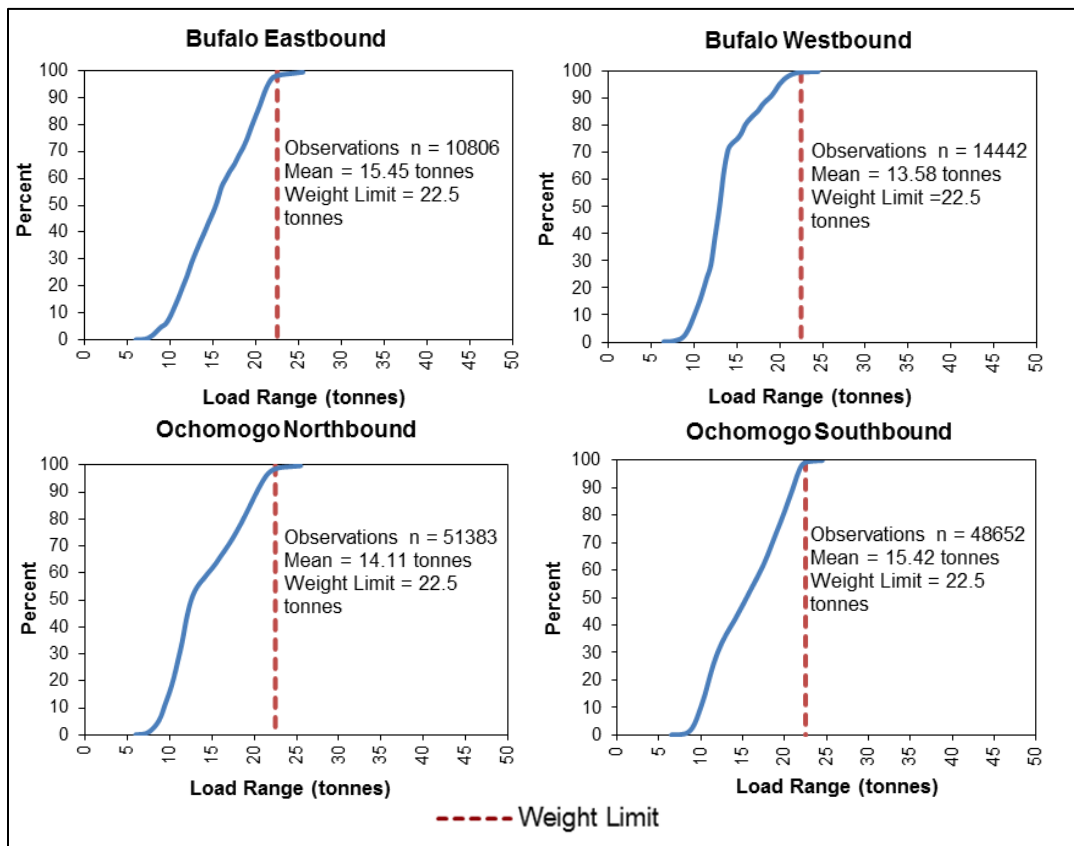 Bufalo Eastbound
100
90
80
70
60
50
40
30
20
10
0
Percent
Observations n = 10806
Mean = 15.45 tonnes
Weight Limit = 22.5
tonnes
0 5 10 15 20 25 30 35 40 45 50
Load Range (tonnes)
Bufalo Westbound
100
90
80
70
60
50
40
30
20
10
0
Percent
Observations n = 14442
Mean = 13.58 tonnes
Weight Limit =22.5
tonnes
0 5 10 15 20 25 30 35 40 45 50
Load Range (tonnes)
Ochomogo Northbound
100
90
80
70
60
50
40
30
20
10
0
Percent
Observations n = 51383
Mean = 14.11 tonnes
Weight Limit = 22.5
tonnes
0 5 10 15 20 25 30 35 40 45 50
Load Range (tonnes)
Ochomogo Southbound
100
90
80
70
60
50
40
30
20
10
0
Percent
Observations n = 48652
Mean = 15.42 tonnes
Weight Limit = 22.5
tonnes
0 5 10 15 20 25 30 35 40 45 50
Load Range (tonnes)
Weight Limit